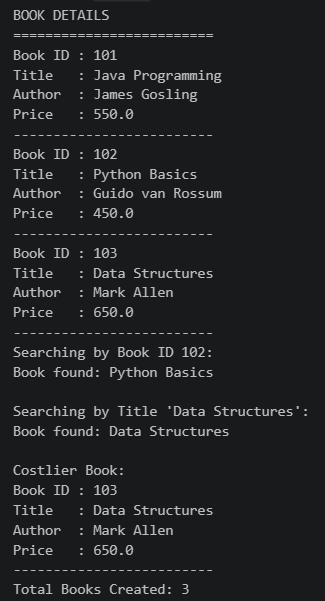 BOOK DETAILS
=========================
Book ID : 101
Title   : Java Programming
Author  : James Gosling
Price   : 550.0
-------------------------
Book ID : 102
Title   : Python Basics
Author  : Guido van Rossum
Price   : 450.0
-------------------------
Book ID : 103
Title   : Data Structures
Author  : Mark Allen
Price   : 650.0
-------------------------
Searching by Book ID 102:
Book found: Python Basics

Searching by Title 'Data Structures':
Book found: Data Structures

Costlier Book:
Book ID : 103
Title   : Data Structures
Author  : Mark Allen
Price   : 650.0
-------------------------
Total Books Created: 3